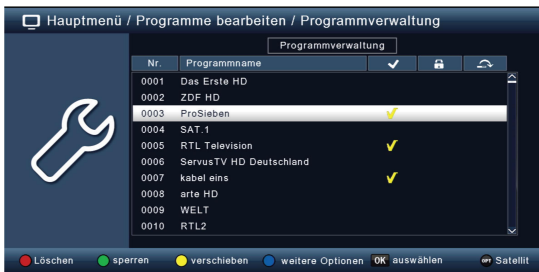 Hauptmenü / Programme bearbeiten / Programmverwaltung
Programmverwaltung
Nr. Programmname
0001 Das Erste HD
0002 ZDF HD
0003 ProSieben
0004 SAT.1
0005 RTL Television
0006 ServusTV HD Deutschland
0007 kabel eins
0008 arte HD
0009 WELT
0010 RTL2
Löschen sperren verschieben weitere Optionen OK auswählen OPT Satellit